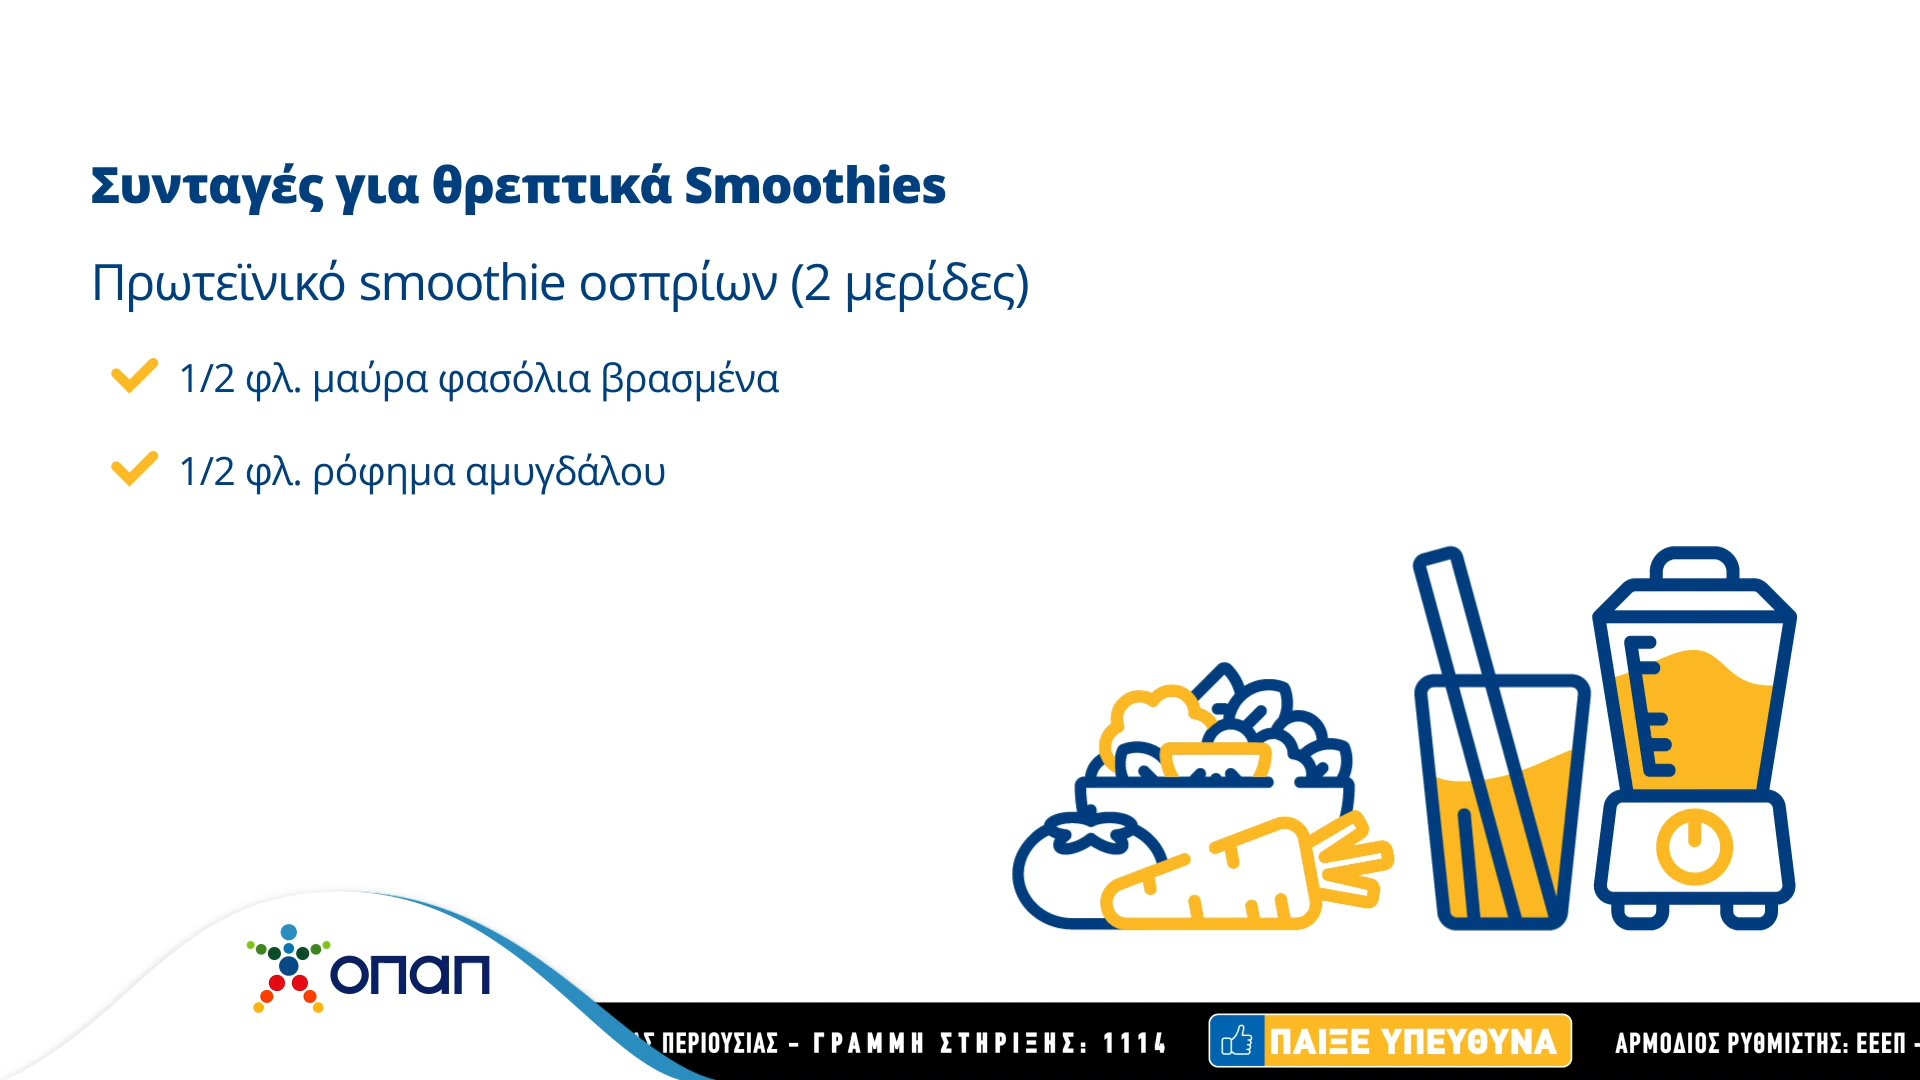 Συνταγές για θρεπτικά Smoothies
Πρωτεϊνικό smoothie οσπρίων (2 μερίδες)
1/2 φλ. μαύρα φασόλια βρασμένα
1/2 φλ. ρόφημα αμυγδάλου
οπαπ
Σ ΠΕΡΙΟΥΣΙΑΣ – ΓΡΑΜΜΗ ΣΤΗΡΙΞΗΣ: 1114 ΠΑΙΞΕ ΥΠΕΥΘΥΝΑ ΑΡΜΟΔΙΟΣ ΡΥΘΜΙΣΤΗΣ: ΕΕΕΠ –